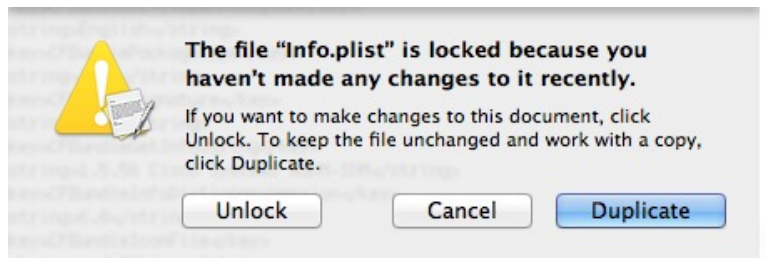 The file “Info.plist” is locked because you
haven’t made any changes to it recently.
If you want to make changes to this document, click
Unlock. To keep the file unchanged and work with a copy,
click Duplicate.
Unlock Cancel Duplicate